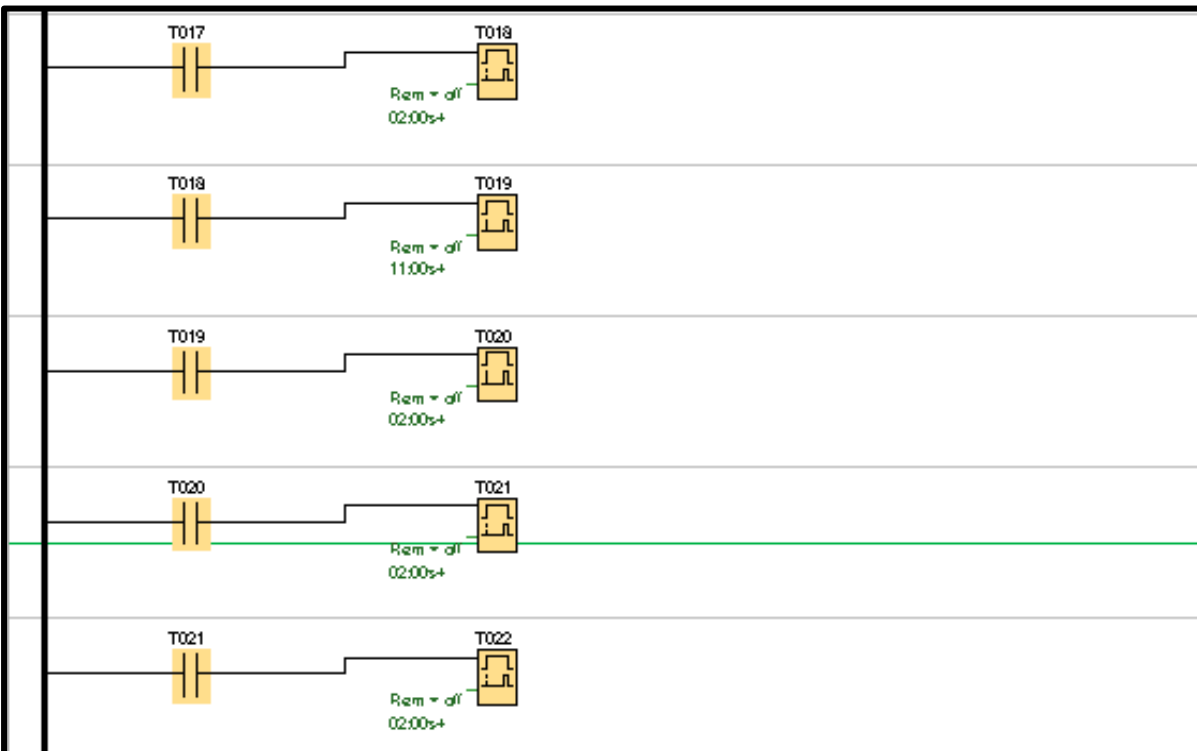 T017 T018
Rem = off
02:00s+
T018 T019
Rem = off
11:00s+
T019 T020
Rem = off
02:00s+
T020 T021
Rem = off
02:00s+
T021 T022
Rem = off
02:00s+